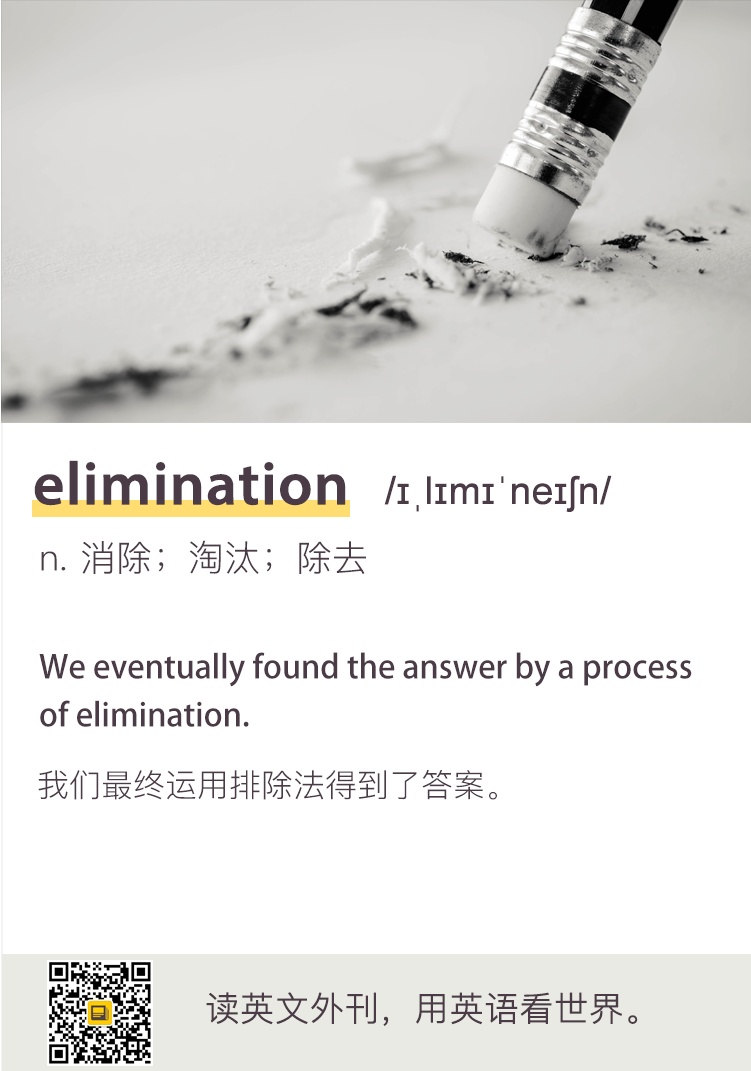 elimination /ɪˌlɪmɪˈneɪʃn/
n. 消除；淘汰；除去
We eventually found the answer by a process
of elimination.
我们最终运用排除法得到了答案。
读英文外刊，用英语看世界。